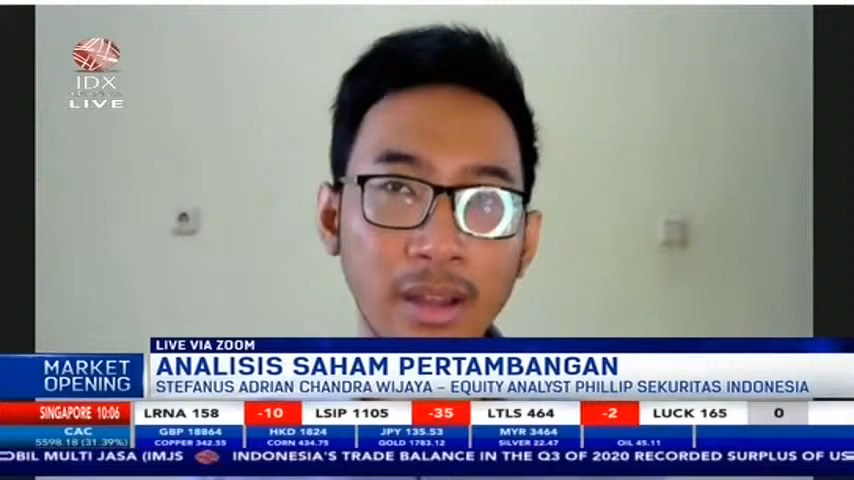 IDX
LIVE
LIVE VIA ZOOM
MARKET OPENING
ANALISIS SAHAM PERTAMBANGAN
STEFANUS ADRIAN CHANDRA WIJAYA – EQUITY ANALYST PHILLIP SEKURITAS INDONESIA
SINGAPORE 10:06 LRNA 158 -10 LSIP 1105 -35 LTLS 464 -2 LUCK 165 0
CAC GBP 18864 HKD 1824 JPY 135.53 MYR 3464
5598.18 (31.39%) COPPER 342.55 CORN 434.75 GOLD 1783.12 SILVER 22.47 OIL 45.11
OBIL MULTI JASA (IMJS INDONESIA'S TRADE BALANCE IN THE Q3 OF 2020 RECORDED SURPLUS OF US